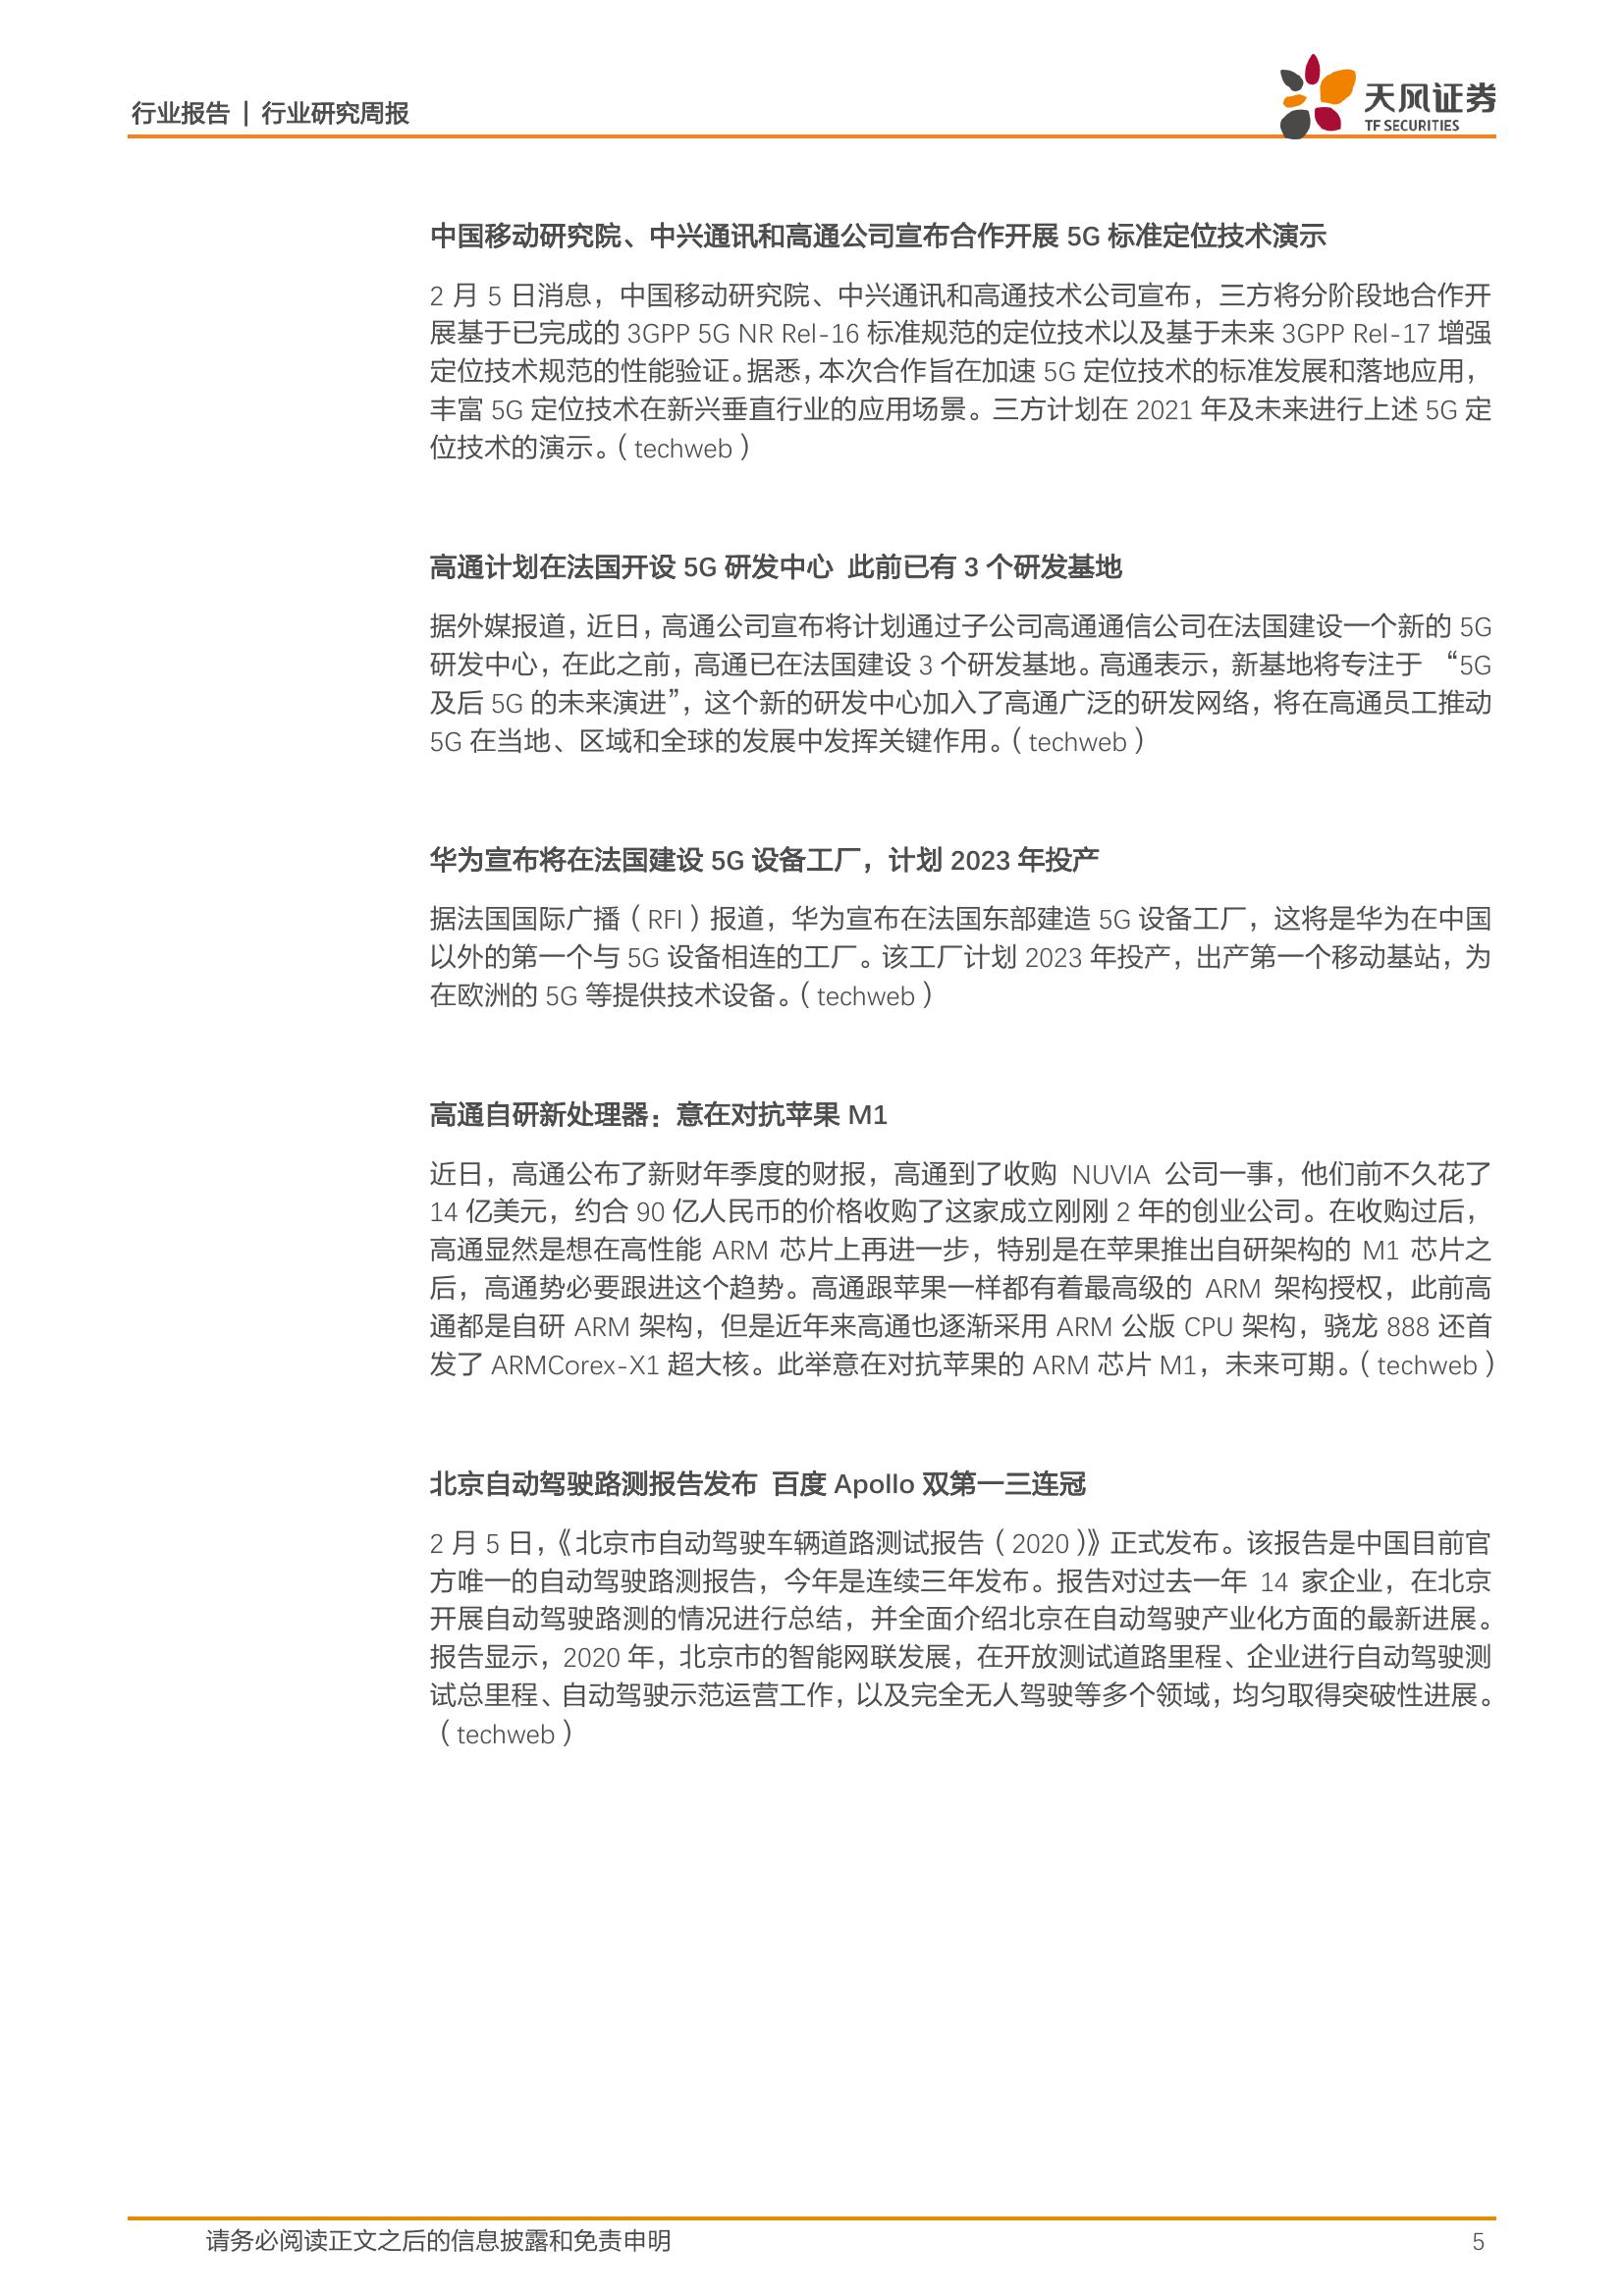 行业报告 | 行业研究周报
天风证券
TF SECURITIES
中国移动研究院、中兴通讯和高通公司宣布合作开展 5G 标准定位技术演示
2 月 5 日消息，中国移动研究院、中兴通讯和高通技术公司宣布，三方将分阶段地合作开
展基于已完成的 3GPP 5G NR Rel-16 标准规范的定位技术以及基于未来 3GPP Rel-17 增强
定位技术规范的性能验证。据悉，本次合作旨在加速 5G 定位技术的标准发展和落地应用，
丰富 5G 定位技术在新兴垂直行业的应用场景。三方计划在 2021 年及未来进行上述 5G 定
位技术的演示。（techweb）
高通计划在法国开设 5G 研发中心 此前已有 3 个研发基地
据外媒报道，近日，高通公司宣布将计划通过子公司高通通信公司在法国建设一个新的 5G
研发中心，在此之前，高通已在法国建设 3 个研发基地。高通表示，新基地将专注于 “5G
及后 5G 的未来演进”，这个新的研发中心加入了高通广泛的研发网络，将在高通员工推动
5G 在当地、区域和全球的发展中发挥关键作用。（techweb）
华为宣布将在法国建设 5G 设备工厂，计划 2023 年投产
据法国国际广播（RFI）报道，华为宣布在法国东部建造 5G 设备工厂，这将是华为在中国
以外的第一个与 5G 设备相连的工厂。该工厂计划 2023 年投产，出产第一个移动基站，为
在欧洲的 5G 等提供技术设备。（techweb）
高通自研新处理器：意在对抗苹果 M1
近日，高通公布了新财年季度的财报，高通到了收购 NUVIA 公司一事，他们前不久花了
14 亿美元，约合 90 亿人民币的价格收购了这家成立刚刚 2 年的创业公司。在收购过后，
高通显然是想在高性能 ARM 芯片上再进一步，特别是在苹果推出自研架构的 M1 芯片之
后，高通势必要跟进这个趋势。高通跟苹果一样都有着最高级的 ARM 架构授权，此前高
通都是自研 ARM 架构，但是近年来高通也逐渐采用 ARM 公版 CPU 架构，骁龙 888 还首
发了 ARMCorex-X1 超大核。此举意在对抗苹果的 ARM 芯片 M1，未来可期。（techweb）
北京自动驾驶路测报告发布 百度 Apollo 双第一三连冠
2 月 5 日，《北京市自动驾驶车辆道路测试报告（2020）》正式发布。该报告是中国目前官
方唯一的自动驾驶路测报告，今年是连续三年发布。报告对过去一年 14 家企业，在北京
开展自动驾驶路测的情况进行总结，并全面介绍北京在自动驾驶产业化方面的最新进展。
报告显示，2020 年，北京市的智能网联发展，在开放测试道路里程、企业进行自动驾驶测
试总里程、自动驾驶示范运营工作，以及完全无人驾驶等多个领域，均匀取得突破性进展。
（techweb）
请务必阅读正文之后的信息披露和免责申明
5